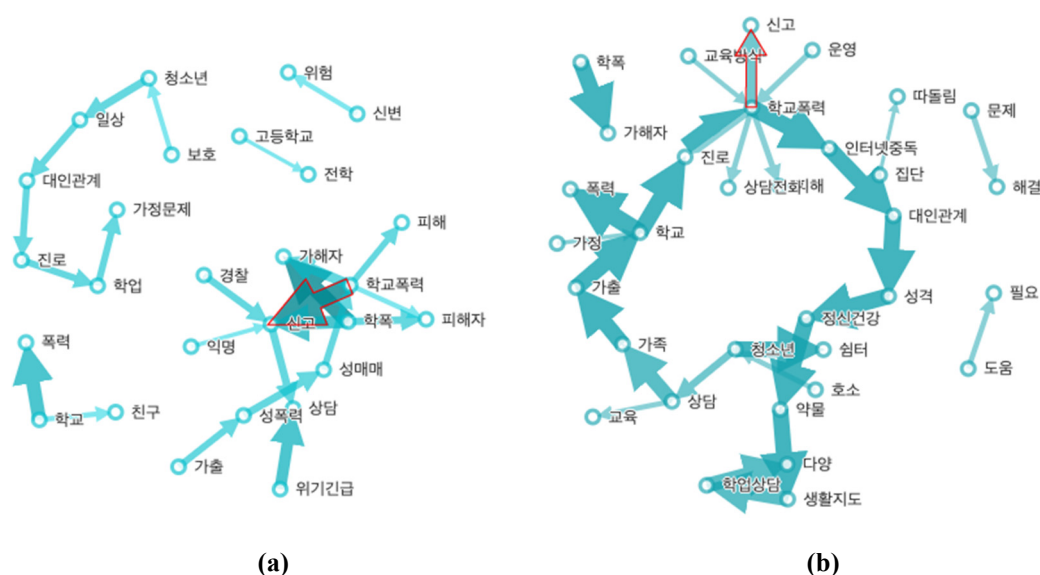 청소년
일상
보호
대인관계
가정문제
진로
학업
위험
신변
고등학교
전학
가해자
피해
경찰
학교폭력
신고
학폭
피해자
익명
성매매
폭력
학교
친구
성폭력
상담
가출
위기긴급
(a)
신고
교육방식
운영
학폭
가해자
학교폭력
따돌림
문제
진로
인터넷중독
집단
해결
폭력
상담전화
피해
대인관계
가정
학교
가출
성격
정신건강
필요
가족
청소년
쉼터
도움
호소
상담
교육
약물
다양
학업상담
생활지도
(b)